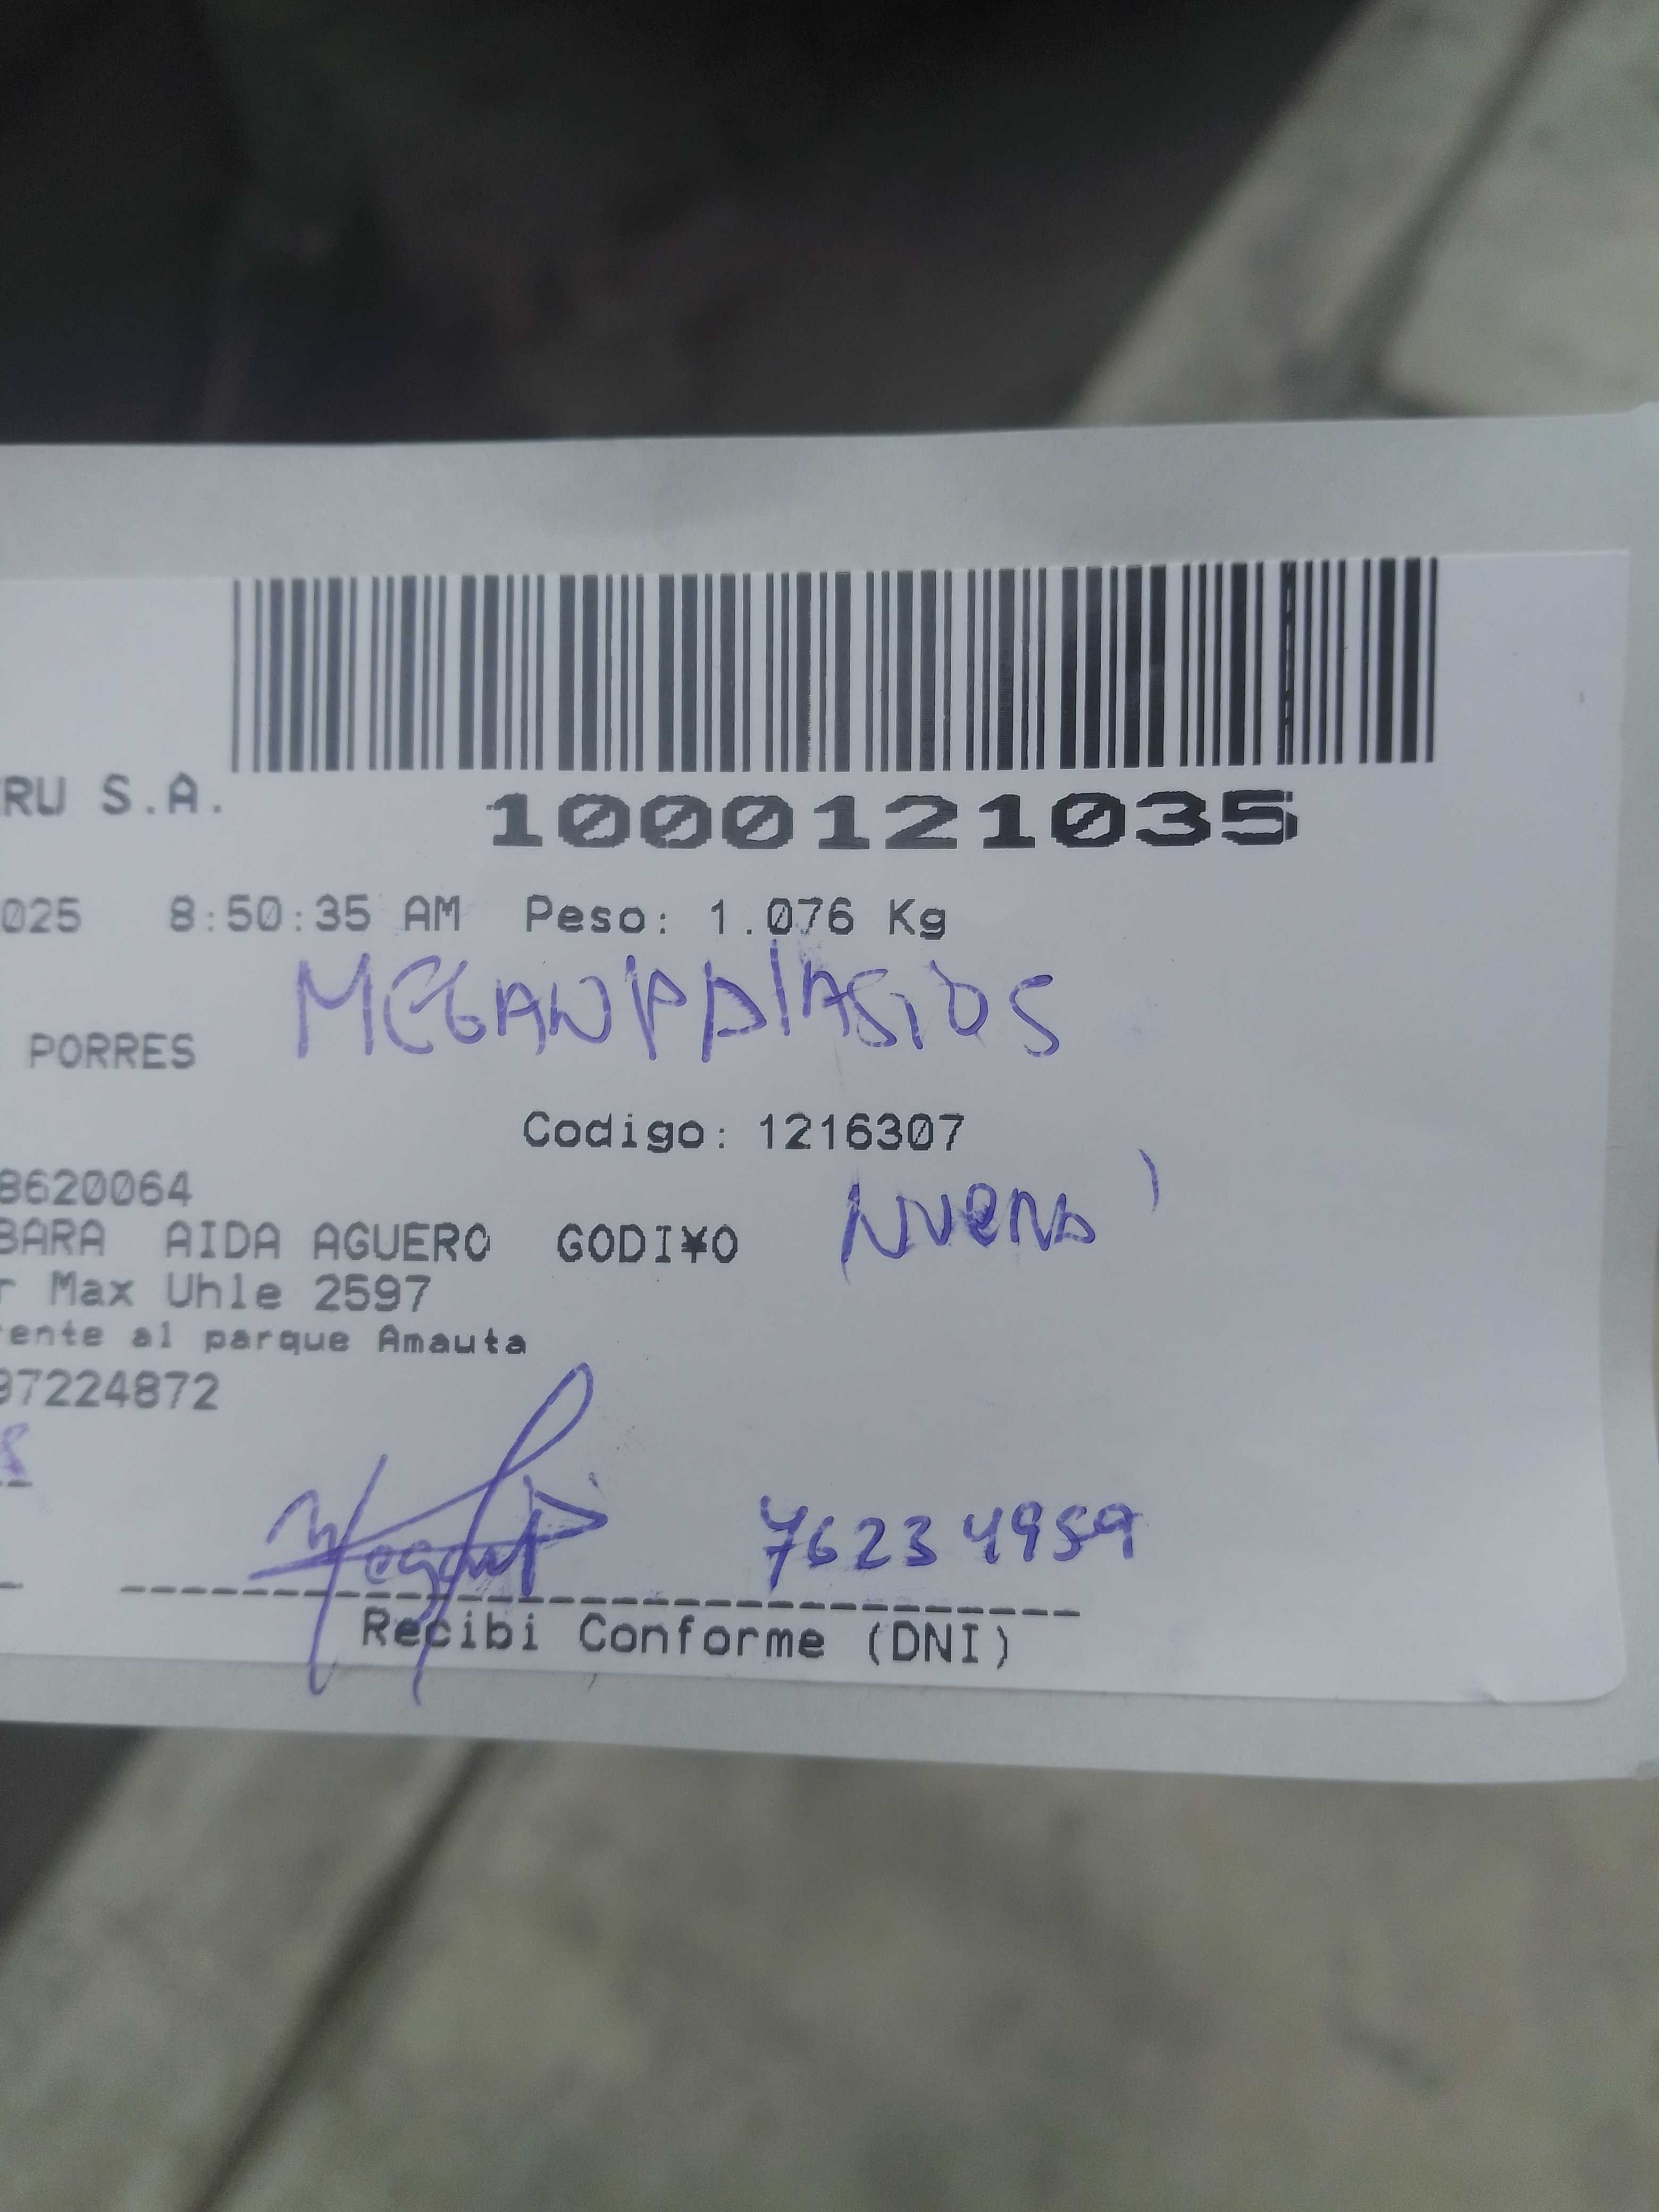 RU S.A.
1000121035
025 8:50:35 AM Peso: 1.076 Kg
PORRES
Codigo: 1216307
8620064
BARA AIDA AGUERO GODI¥O
r Max Uhle 2597
ente al parque Amauta
97224872
76234959
Recibi Conforme (DNI)